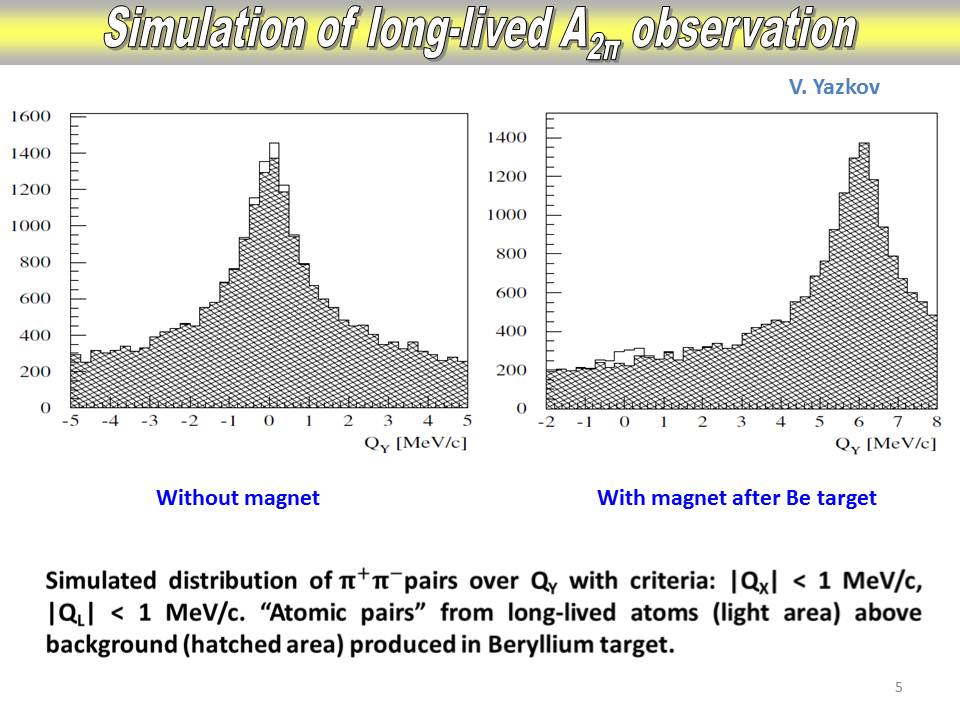 Simulation of long-lived A2π observation
V. Yazkov
1600
1400
1200
1000
800
600
400
200
0
-5 -4 -3 -2 -1 0 1 2 3 4 5
QY [MeV/c]
1400
1200
1000
800
600
400
200
0
-2 -1 0 1 2 3 4 5 6 7 8
QY [MeV/c]
Without magnet
With magnet after Be target
Simulated distribution of π+π− pairs over QY with criteria: |QX| < 1 MeV/c,
|QL| < 1 MeV/c. “Atomic pairs” from long-lived atoms (light area) above
background (hatched area) produced in Beryllium target.
5